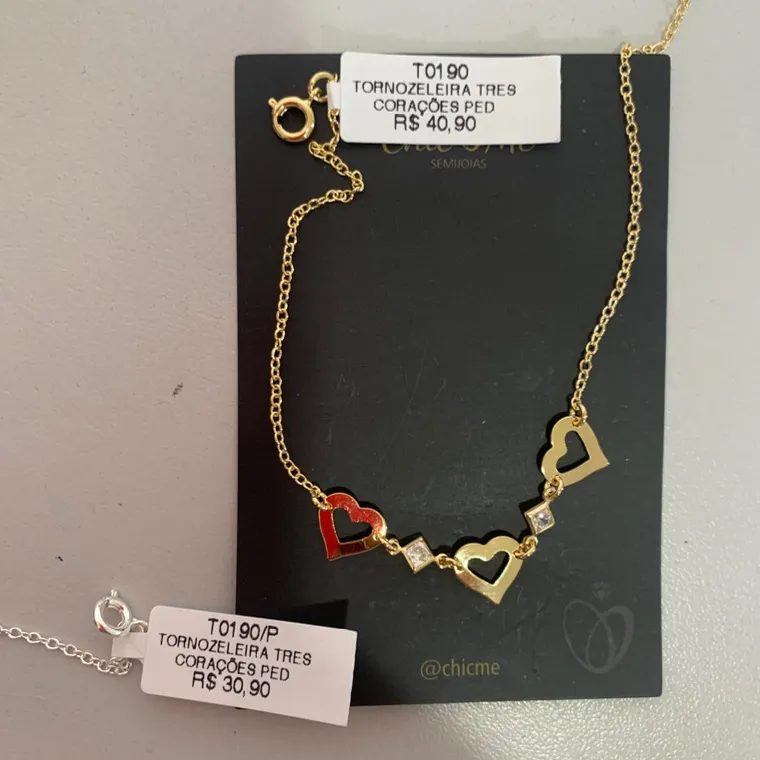 T0190
TORNOZELEIRA TRES
CORAÇÕES PED
R$ 40,90
SEMIJOIAS
@chicme
T0190/P
TORNOZELEIRA TRES
CORAÇÕES PED
R$ 30,90